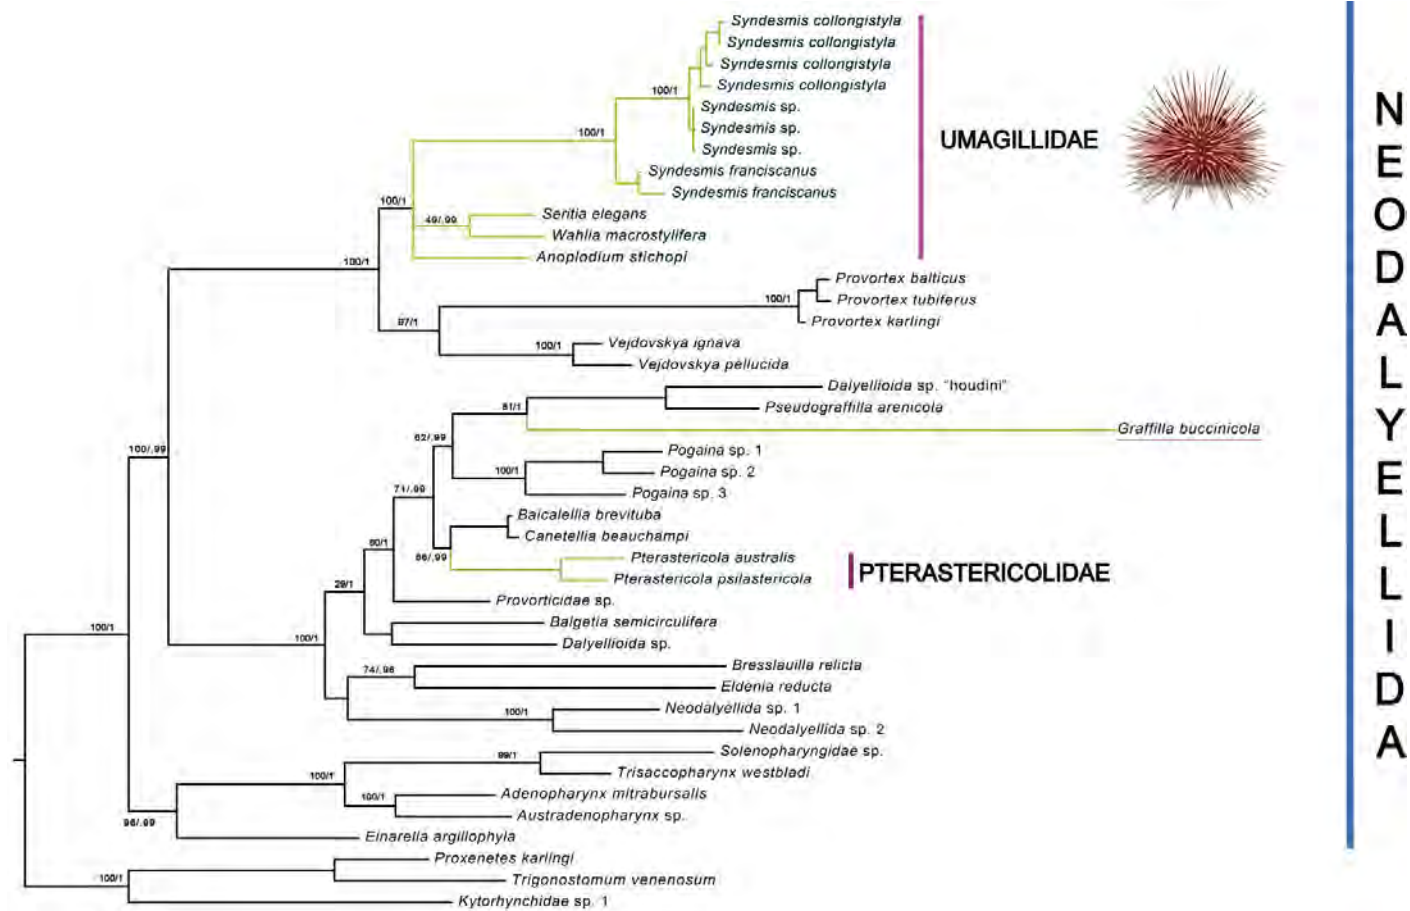 Syndesmis collongistyla
Syndesmis collongistyla
Syndesmis collongistyla
Syndesmis collongistyla
100/1
Syndesmis sp.
Syndesmis sp.
100/1
UMAGILLIDAE
Syndesmis sp.
Syndesmis franciscanus
Syndesmis franciscanus
100/1
Seritia elegans
49/.99
Wahlia macrostylifera
Anoplodium stichopi
100/1
Provortex balticus
100/1
Provortex tubiferus
Provortex karlingi
97/1
Vejdovskya ignava
100/1
Vejdovskya pellucida
Dalyellioida sp. "houdini"
81/1
Pseudograffilla arenicola
Graffilla buccinicola
62/.99
100/.99
Pogaina sp. 1
100/1
Pogaina sp. 2
71/.99
Pogaina sp. 3
Baicalellia brevituba
Canetellia beauchampi
60/1
66/.99
Pterastericola australis
PTERASTERICOLIDAE
Pterastericola psilastericola
29/1
Provorticidae sp.
Balgetia semicirculifera
100/1
100/1
Dalyellioida sp.
74/.98
Bresslauilla relicta
Eldenia reducta
100/1
Neodalyellida sp. 1
Neodalyellida sp. 2
99/1
Solenopharyngidae sp.
100/1
Trisaccopharynx westbladi
100/1
Adenopharynx mitrabursalis
Austradenopharynx sp.
96/.99
Einarella argillophyla
Proxenetes karlingi
100/1
Trigonostomum venenosum
Kytorhynchidae sp. 1
NEODALYELLIDA